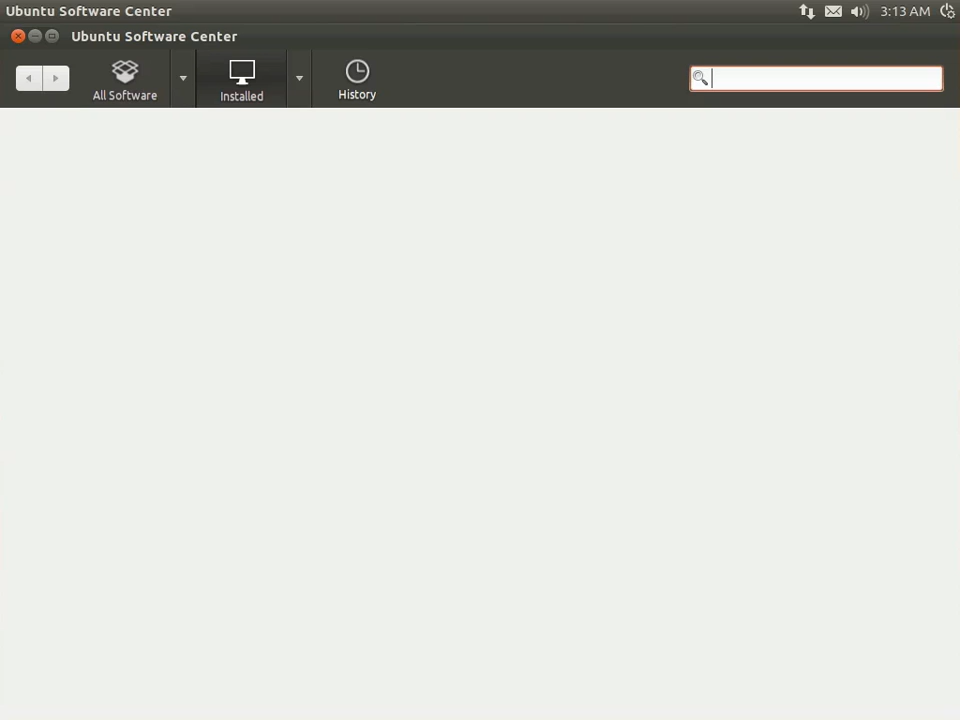 Ubuntu Software Center
3:13 AM
Ubuntu Software Center
All Software
Installed
History